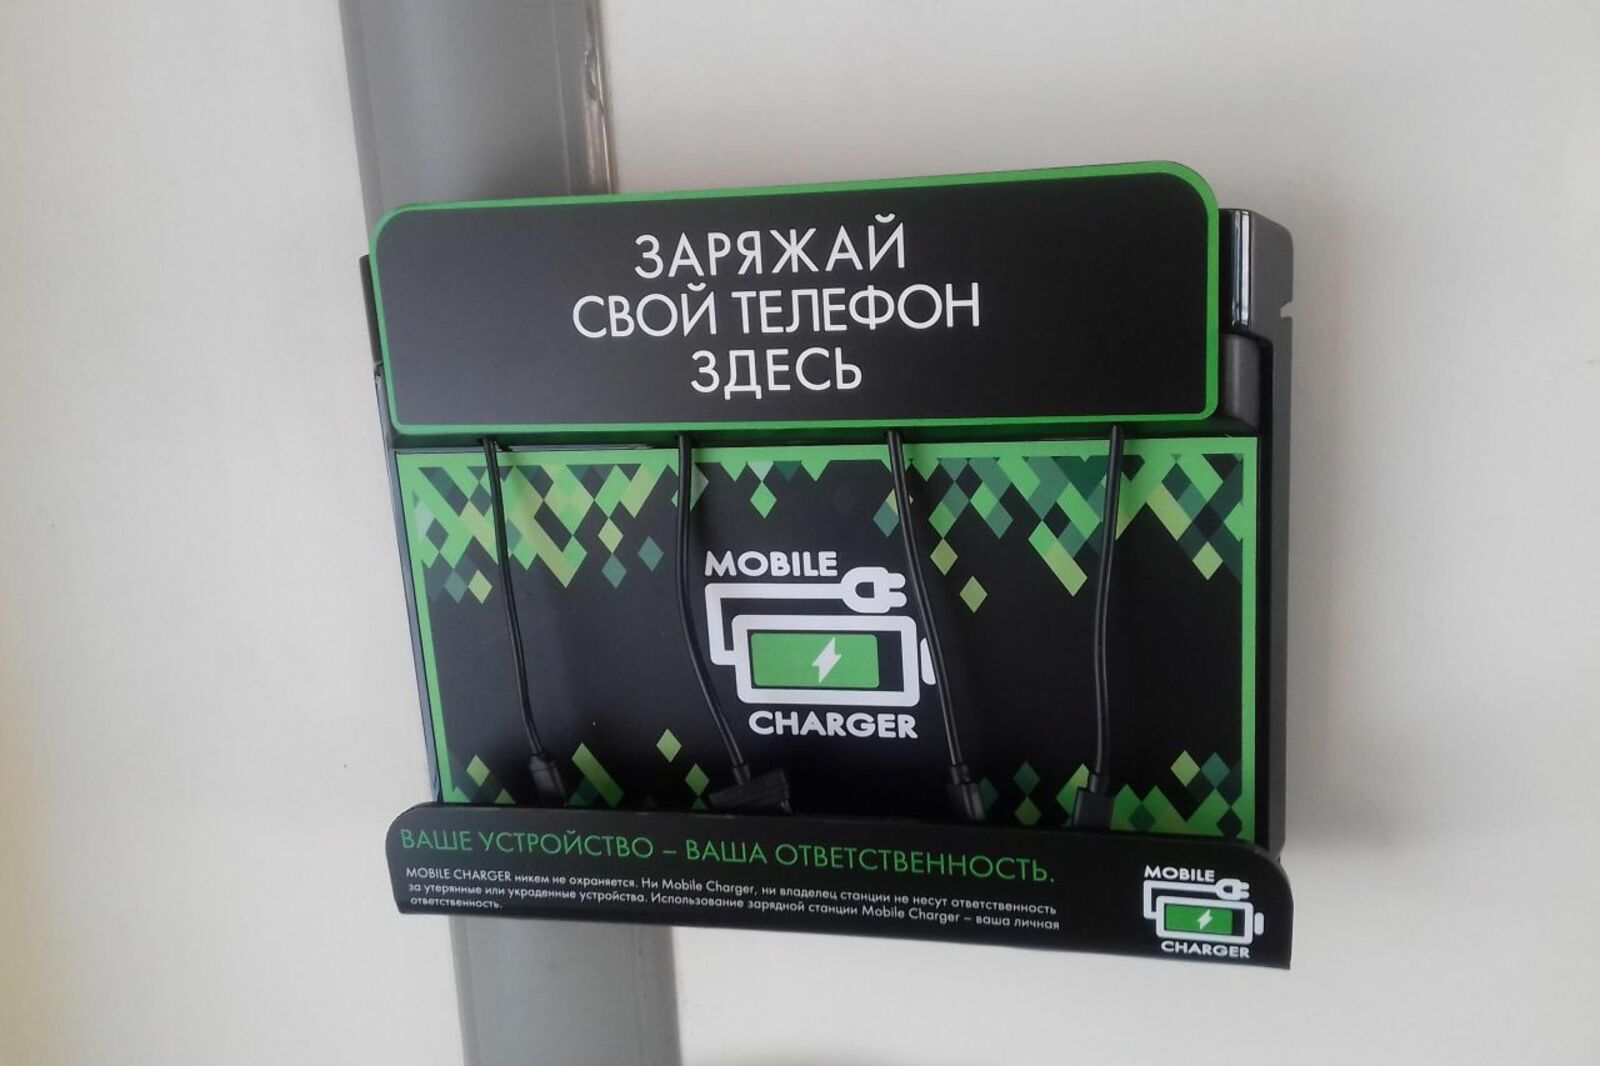 ЗАРЯЖАЙ
СВОЙ ТЕЛЕФОН
ЗДЕСЬ
MOBILE
CHARGER
ВАШЕ УСТРОЙСТВО – ВАША ОТВЕТСТВЕННОСТЬ.
MOBILE CHARGER никем не охраняется. Ни Mobile Charger, ни владелец станции не несут ответственность
за утерянные или украденные устройства. Использование зарядной станции Mobile Charger – ваша личная
ответственность.
MOBILE
CHARGER